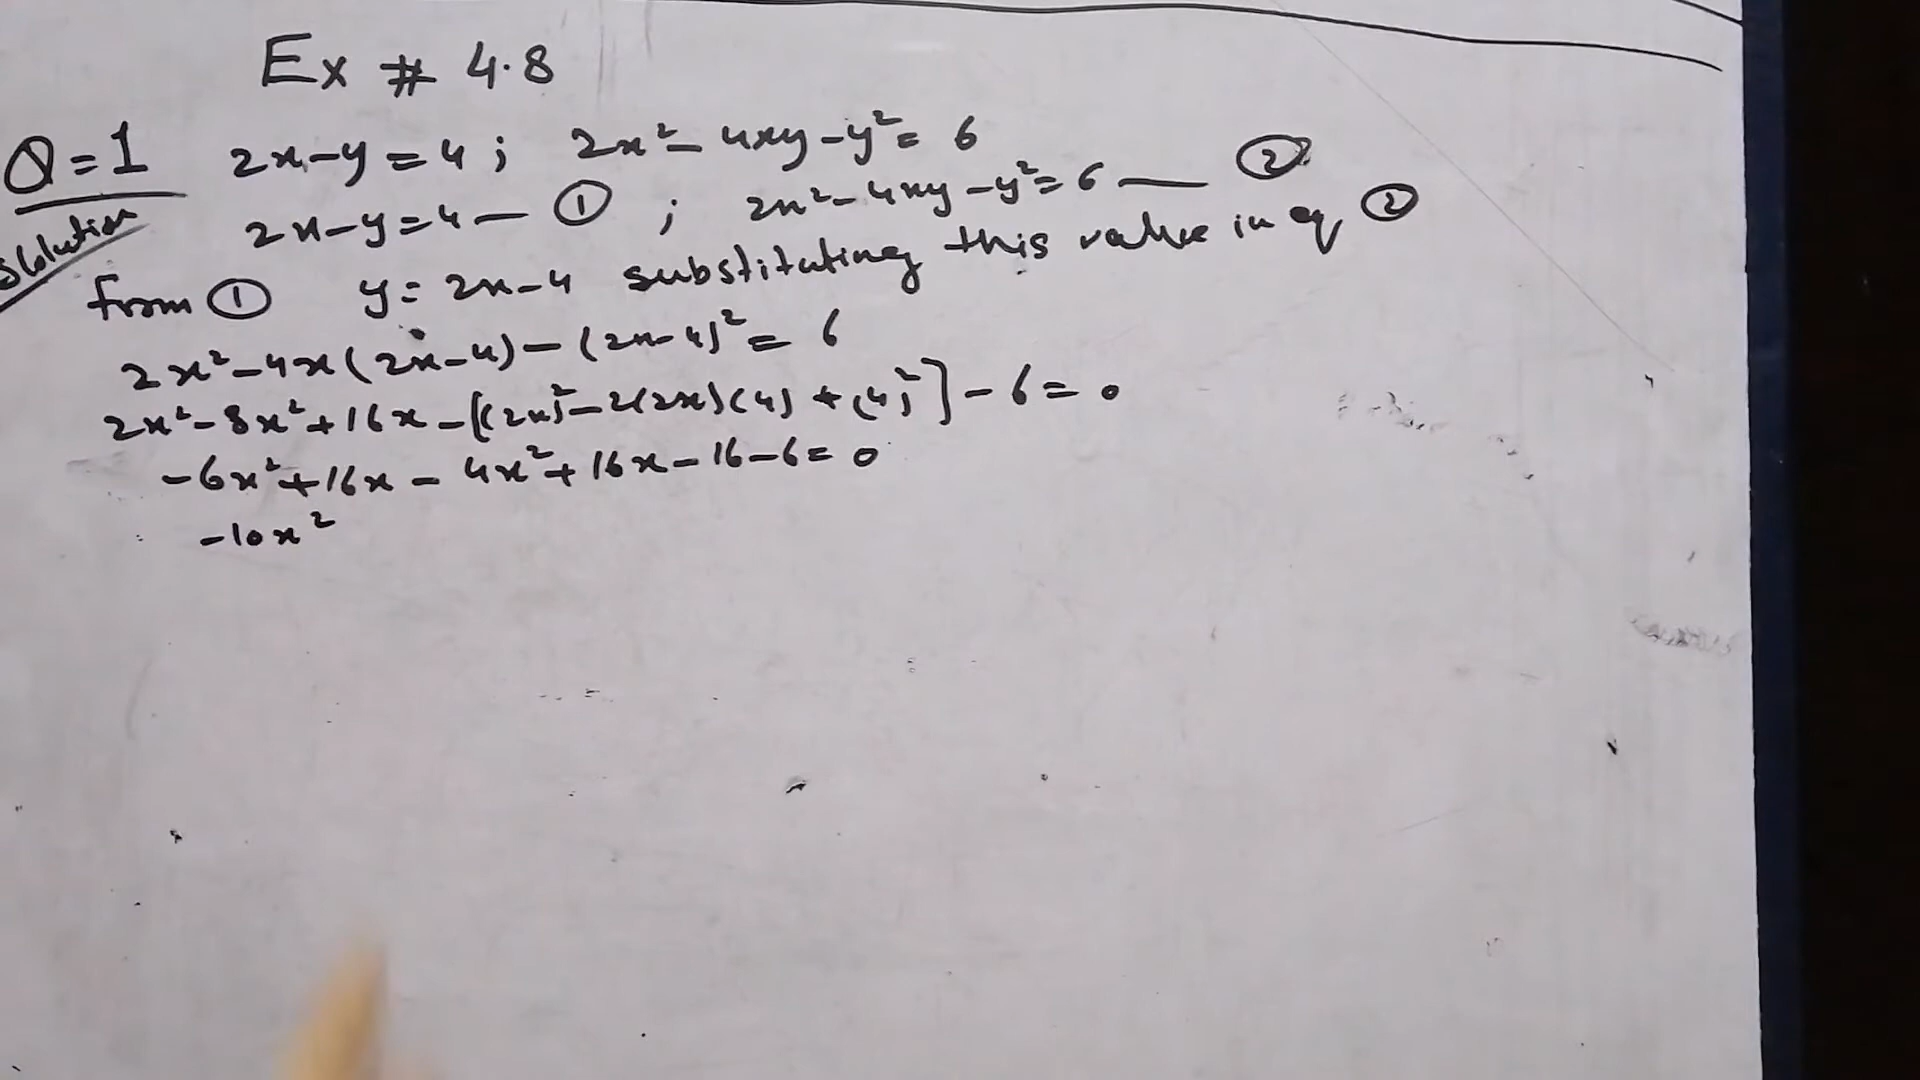 Ex # 4.8
Q=1 2x-y=4; 2x²-4xy-y²=6
Solution 2x-y=4 — ① ; 2x²-4xy-y²=6 — ②
from ① y=2x-4 substituting this value in eq ②
2x²-4x(2x-4)-(2x-4)²=6
2x²-8x²+16x-[(2x)²-2(2x)(4)+(4)²]-6=0
-6x²+16x-4x²+16x-16-6=0
-10x²